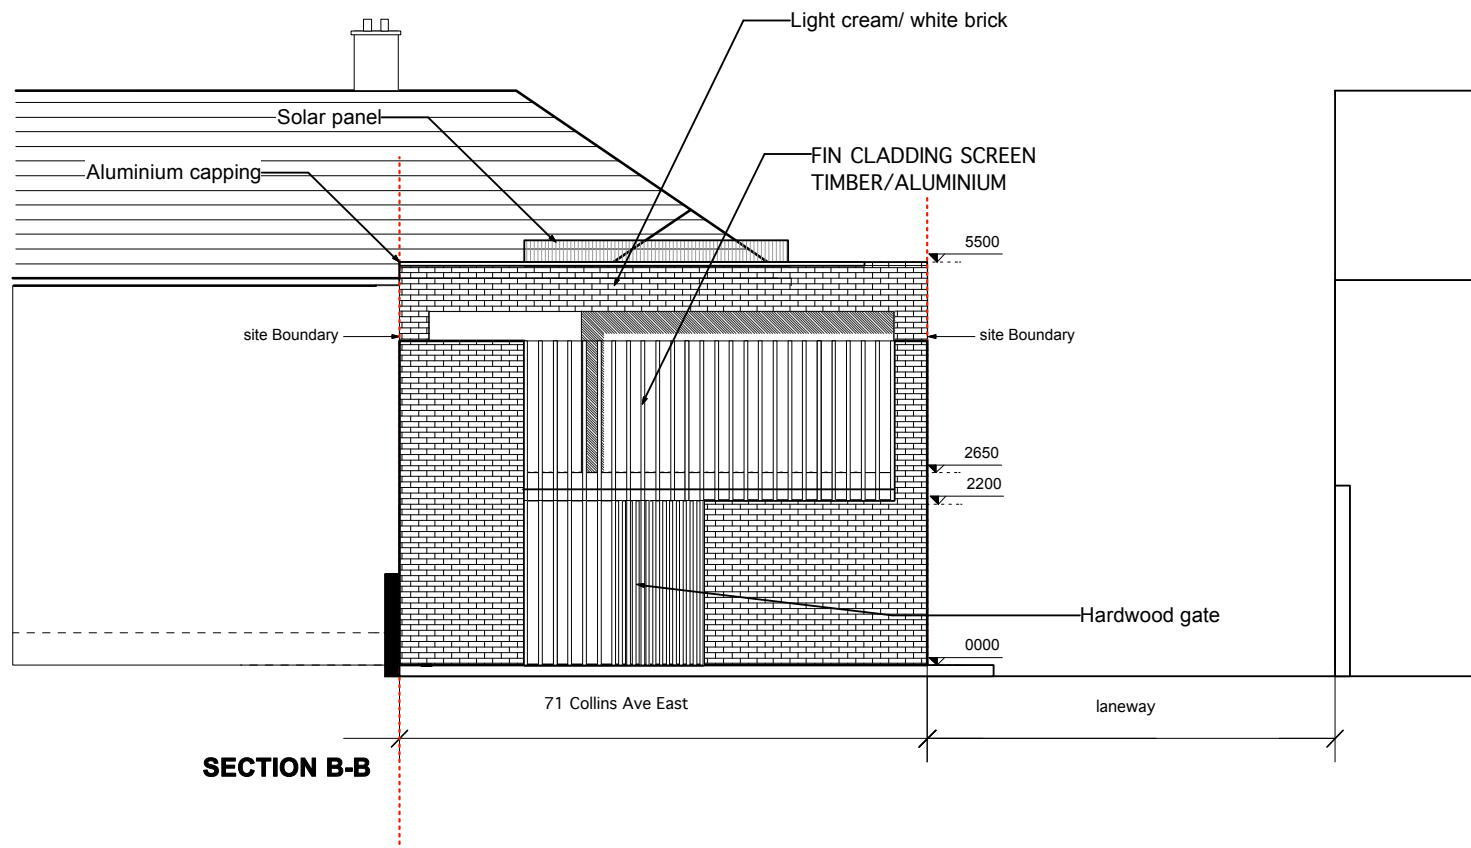 Light cream/ white brick
Solar panel
FIN CLADDING SCREEN
TIMBER/ALUMINIUM
Aluminium capping
5500
site Boundary
site Boundary
2650
2200
Hardwood gate
0000
71 Collins Ave East
laneway
SECTION B-B